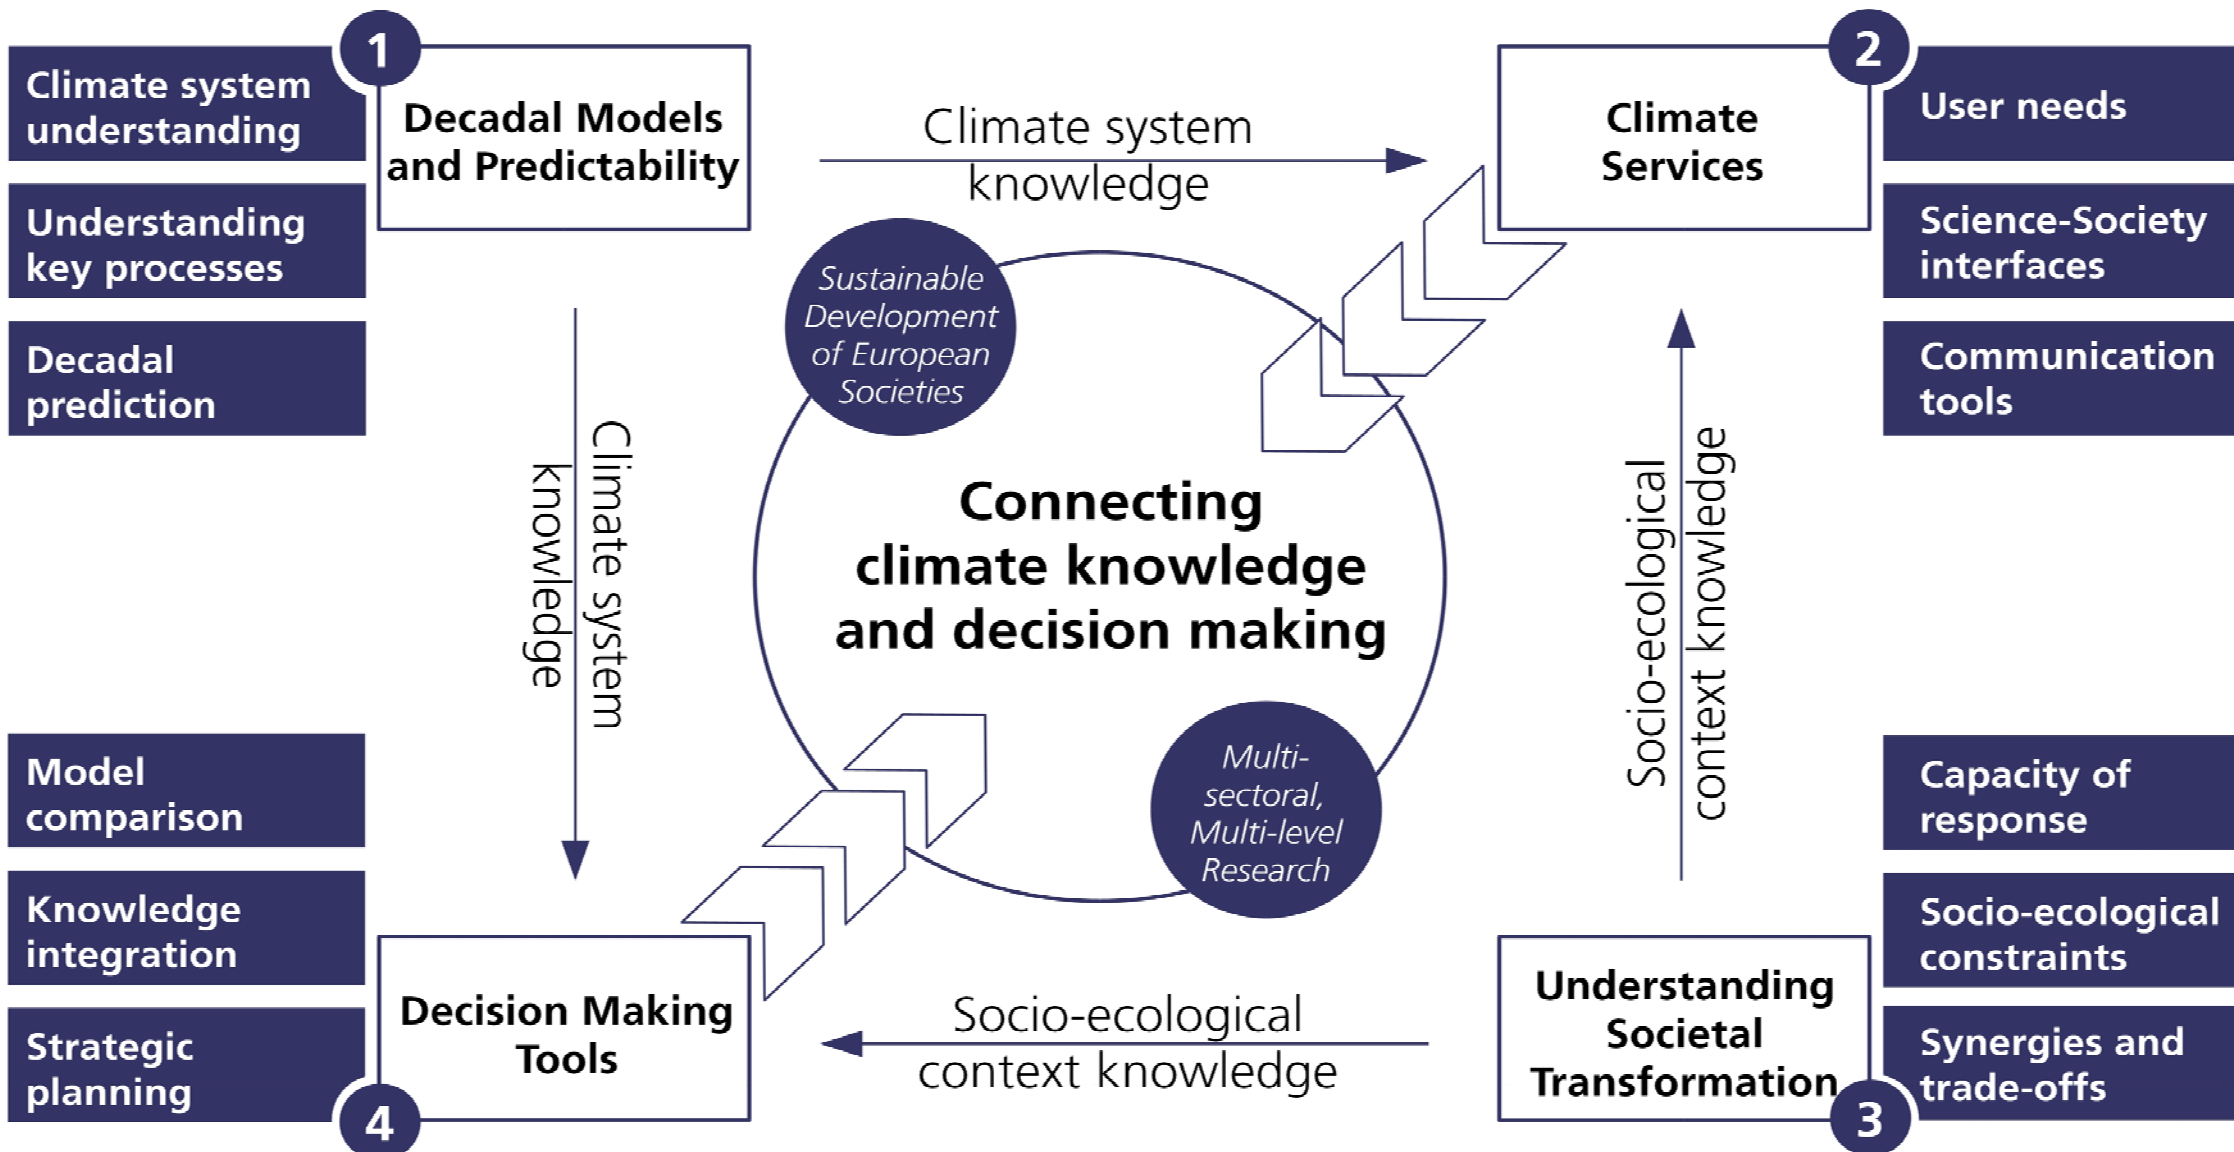 1
Climate system
understanding
Understanding
key processes
Decadal
prediction
Decadal Models
and Predictability
Climate system
knowledge
2
Climate
Services
User needs
Science-Society
interfaces
Communication
tools
Climate system
knowledge
Sustainable
Development
of European
Societies
Connecting
climate knowledge
and decision making
Multi-
sectoral,
Multi-level
Research
Socio-ecological
context knowledge
Model
comparison
Knowledge
integration
Strategic
planning
4
Decision Making
Tools
Socio-ecological
context knowledge
Understanding
Societal
Transformation
3
Capacity of
response
Socio-ecological
constraints
Synergies and
trade-offs